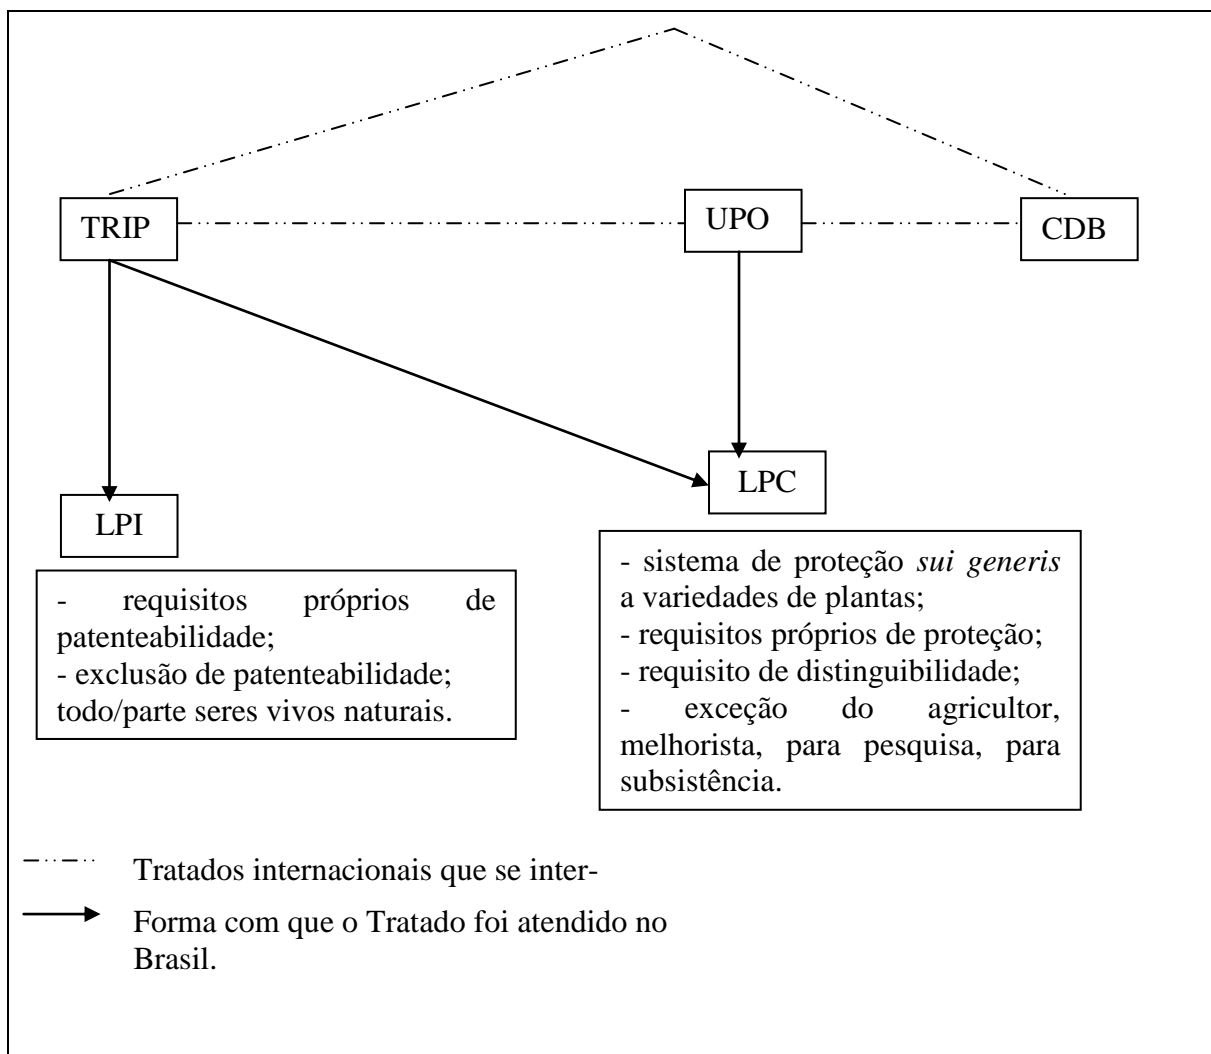 TRIP
UPO
CDB
LPC
LPI
- requisitos próprios de
patenteabilidade;
- exclusão de patenteabilidade;
todo/parte seres vivos naturais.
- sistema de proteção sui generis
a variedades de plantas;
- requisitos próprios de proteção;
- requisito de distinguibilidade;
- exceção do agricultor,
melhorista, para pesquisa, para
subsistência.
Tratados internacionais que se inter-
Forma com que o Tratado foi atendido no
Brasil.